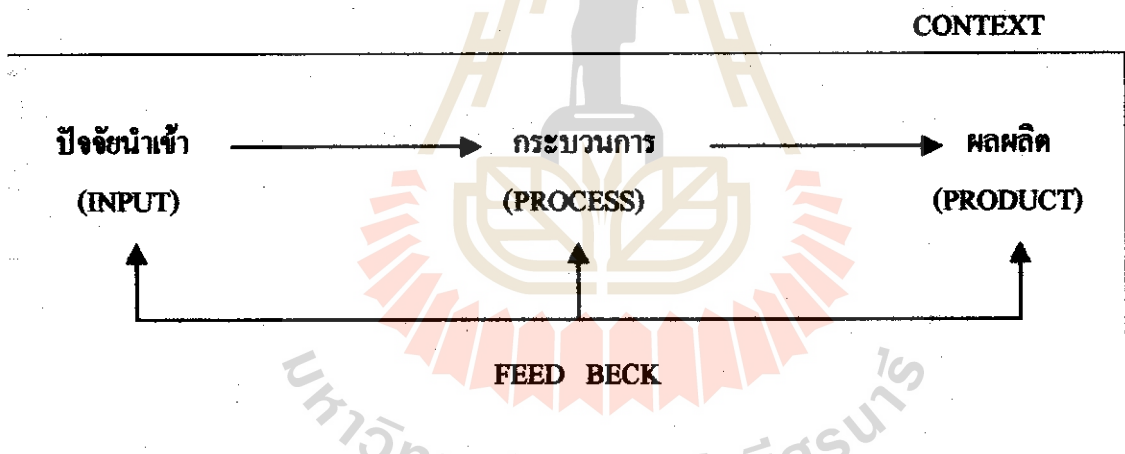 CONTEXT
ปัจจัยนำเข้า กระบวนการ ผลผลิต
(INPUT) (PROCESS) (PRODUCT)
FEED BECK